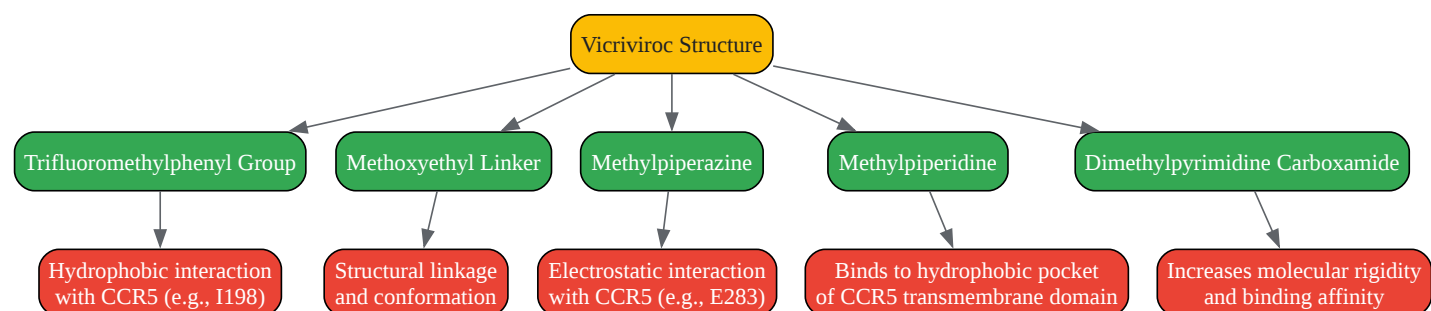 Vicriviroc Structure
Trifluoromethylphenyl Group
Methoxyethyl Linker
Methylpiperazine
Methylpiperidine
Dimethylpyrimidine Carboxamide
Hydrophobic interaction
with CCR5 (e.g., I198)
Structural linkage
and conformation
Electrostatic interaction
with CCR5 (e.g., E283)
Binds to hydrophobic pocket
of CCR5 transmembrane domain
Increases molecular rigidity
and binding affinity